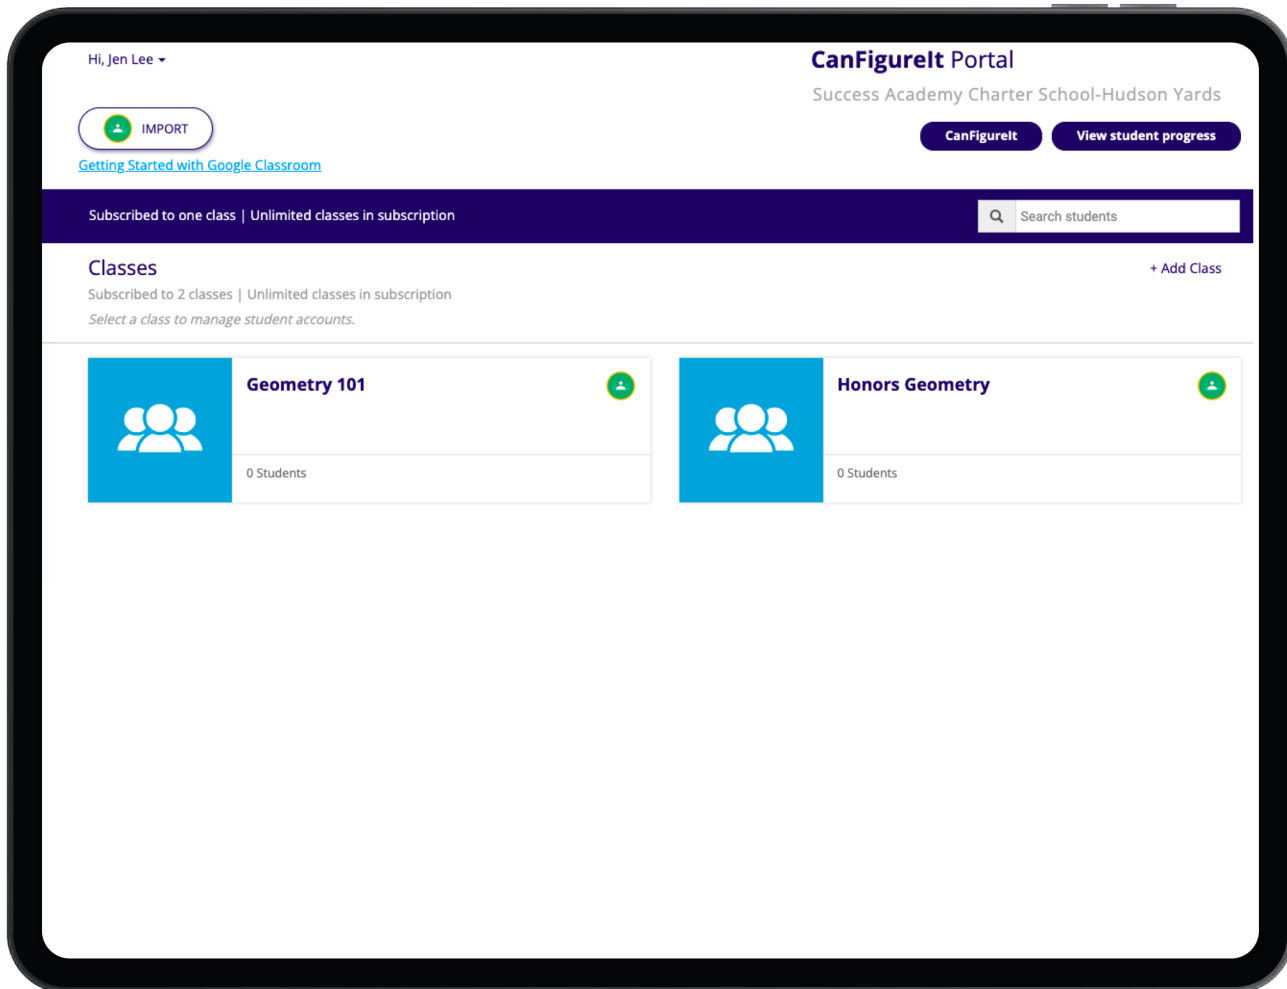 Hi, Jen Lee
CanFigureIt Portal
Success Academy Charter School-Hudson Yards
IMPORT
CanFigureIt
View student progress
Getting Started with Google Classroom
Subscribed to one class | Unlimited classes in subscription
Search students
Classes
+ Add Class
Subscribed to 2 classes | Unlimited classes in subscription
Select a class to manage student accounts.
Geometry 101
0 Students
Honors Geometry
0 Students